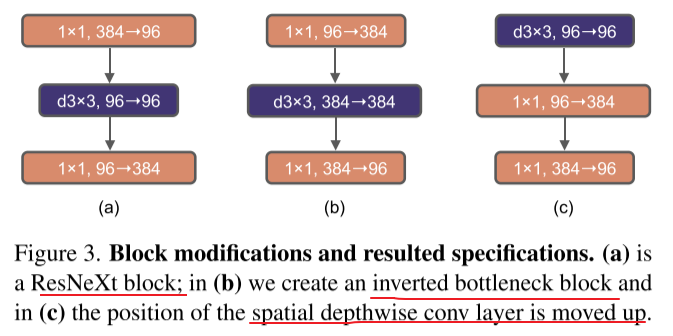 1×1, 384→96
1×1, 96→384
d3×3, 96→96
d3×3, 96→96
d3×3, 384→384
1×1, 96→384
1×1, 96→384
1×1, 384→96
1×1, 384→96
(a)
(b)
(c)
Figure 3. Block modifications and resulted specifications. (a) is
a ResNeXt block; in (b) we create an inverted bottleneck block and
in (c) the position of the spatial depthwise conv layer is moved up.